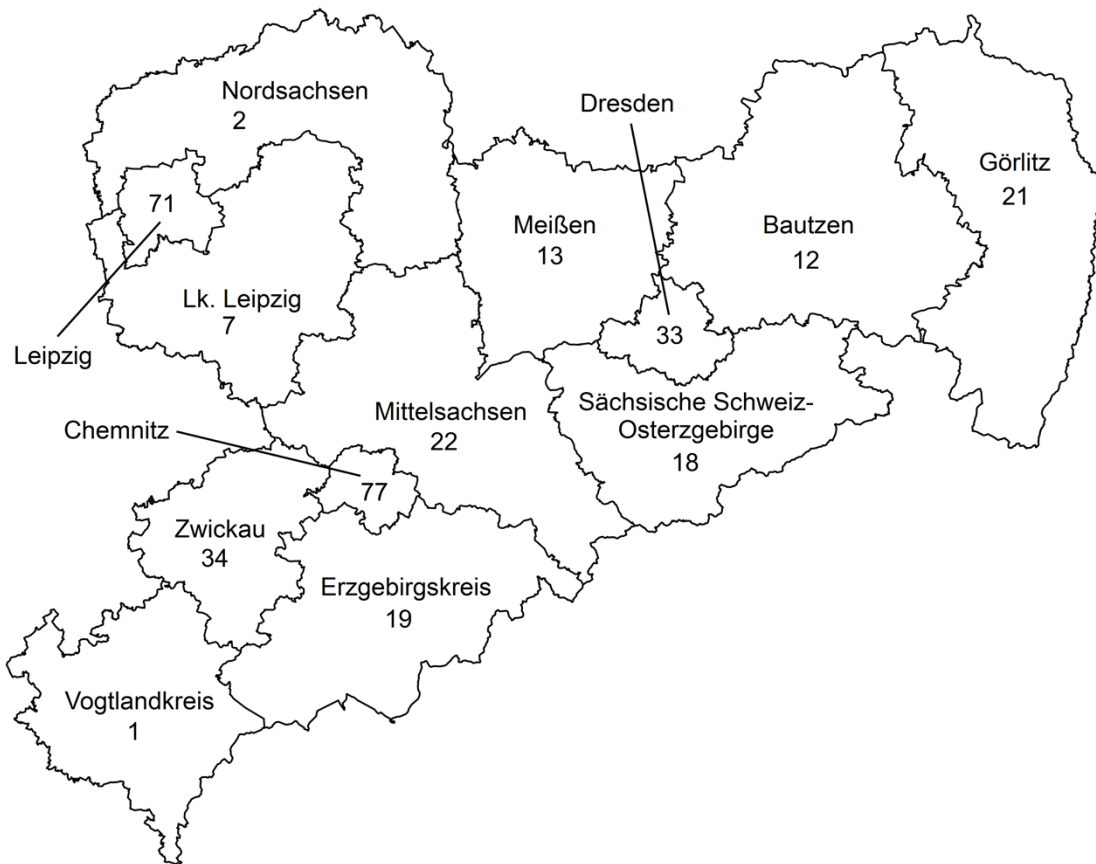 Nordsachsen
2
Dresden
Görlitz
21
71
Meißen
13
Bautzen
12
Lk. Leipzig
7
Leipzig
33
Mittelsachsen
22
Sächsische Schweiz-
Osterzgebirge
18
Chemnitz
77
Zwickau
34
Erzgebirgskreis
19
Vogtlandkreis
1